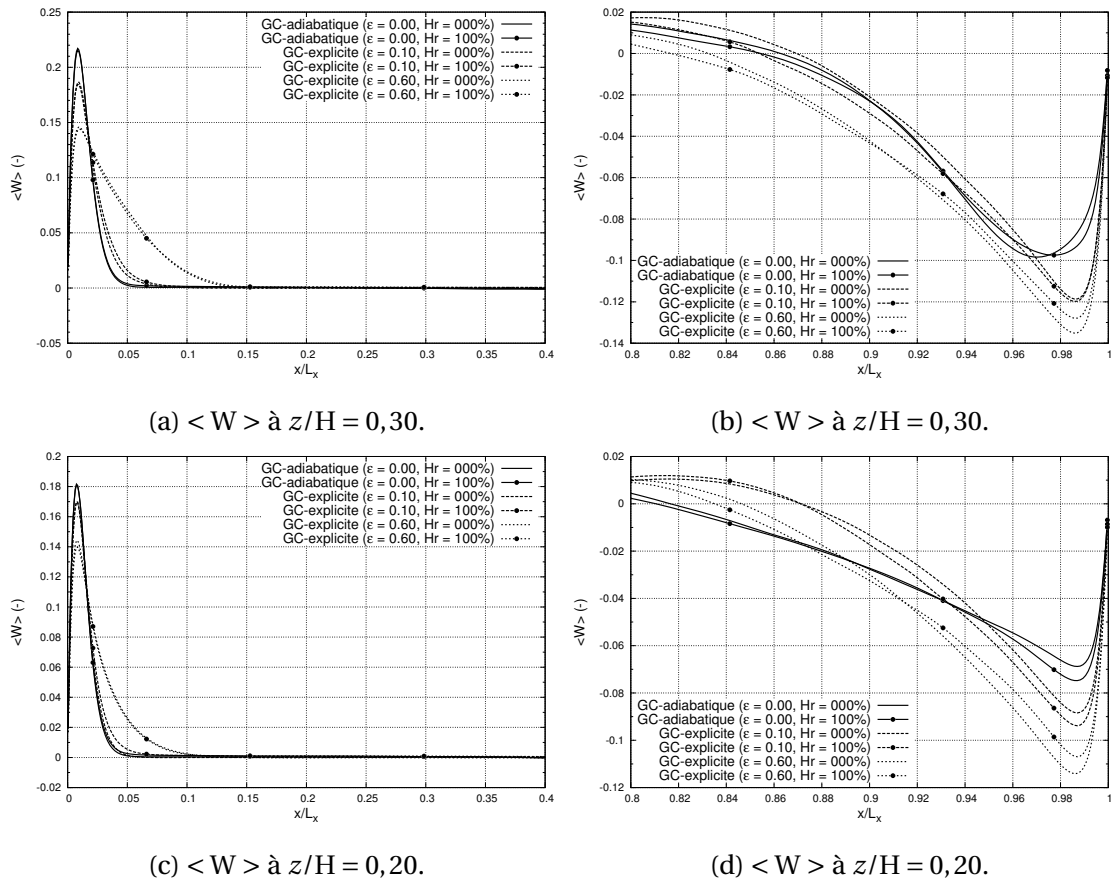 0.25
0.2
0.15
0.1
0.05
0
-0.05
<W> (-)
0 0.05 0.1 0.15 0.2 0.25 0.3 0.35 0.4
x/Lₓ
GC-adiabatique (ε = 0.00, Hr = 000%)
GC-adiabatique (ε = 0.00, Hr = 100%)
GC-explicite (ε = 0.10, Hr = 000%)
GC-explicite (ε = 0.10, Hr = 100%)
GC-explicite (ε = 0.60, Hr = 000%)
GC-explicite (ε = 0.60, Hr = 100%)
(a) < W > à z/H = 0,30.
0.02
0
-0.02
-0.04
-0.06
-0.08
-0.1
-0.12
-0.14
<W> (-)
0.8 0.82 0.84 0.86 0.88 0.9 0.92 0.94 0.96 0.98 1
x/Lₓ
GC-adiabatique (ε = 0.00, Hr = 000%)
GC-adiabatique (ε = 0.00, Hr = 100%)
GC-explicite (ε = 0.10, Hr = 000%)
GC-explicite (ε = 0.10, Hr = 100%)
GC-explicite (ε = 0.60, Hr = 000%)
GC-explicite (ε = 0.60, Hr = 100%)
(b) < W > à z/H = 0,30.
0.2
0.18
0.16
0.14
0.12
0.1
0.08
0.06
0.04
0.02
0
-0.02
<W> (-)
0 0.05 0.1 0.15 0.2 0.25 0.3 0.35 0.4
x/Lₓ
GC-adiabatique (ε = 0.00, Hr = 000%)
GC-adiabatique (ε = 0.00, Hr = 100%)
GC-explicite (ε = 0.10, Hr = 000%)
GC-explicite (ε = 0.10, Hr = 100%)
GC-explicite (ε = 0.60, Hr = 000%)
GC-explicite (ε = 0.60, Hr = 100%)
(c) < W > à z/H = 0,20.
0.02
0
-0.02
-0.04
-0.06
-0.08
-0.1
-0.12
<W> (-)
0.8 0.82 0.84 0.86 0.88 0.9 0.92 0.94 0.96 0.98 1
x/Lₓ
GC-adiabatique (ε = 0.00, Hr = 000%)
GC-adiabatique (ε = 0.00, Hr = 100%)
GC-explicite (ε = 0.10, Hr = 000%)
GC-explicite (ε = 0.10, Hr = 100%)
GC-explicite (ε = 0.60, Hr = 000%)
GC-explicite (ε = 0.60, Hr = 100%)
(d) < W > à z/H = 0,20.